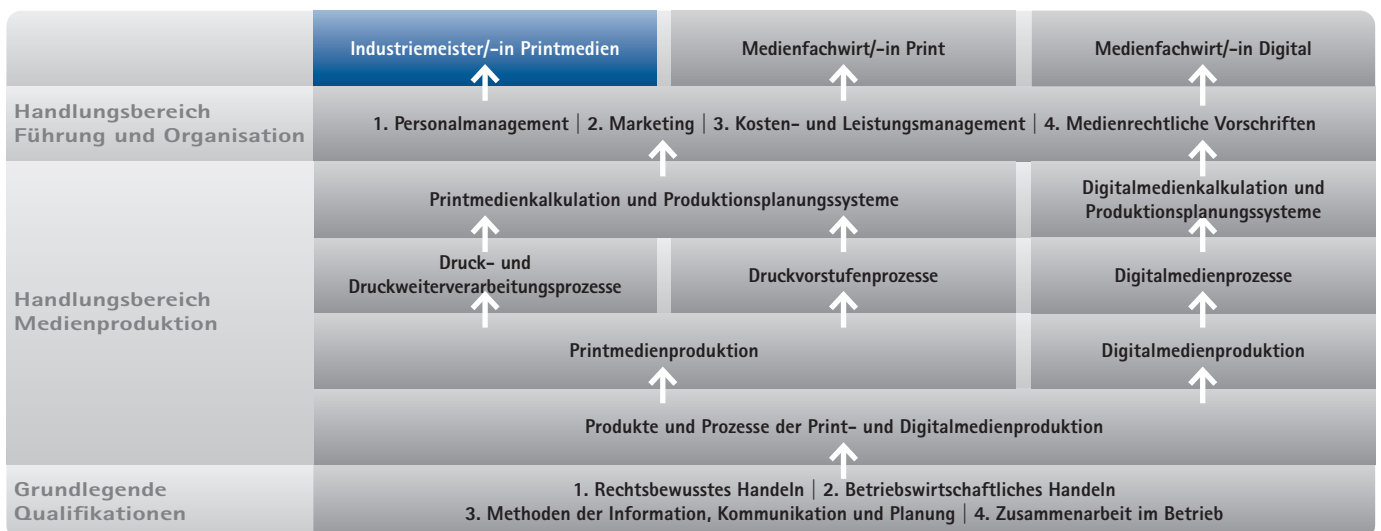 Industriemeister/-in Printmedien
Medienfachwirt/-in Print
Medienfachwirt/-in Digital
Handlungsbereich
Führung und Organisation
1. Personalmanagement | 2. Marketing | 3. Kosten- und Leistungsmanagement | 4. Medienrechtliche Vorschriften
Handlungsbereich
Medienproduktion
Printmedienkalkulation und Produktionsplanungssysteme
Digitalmedienkalkulation und
Produktionsplanungssysteme
Druck- und
Druckweiterverarbeitungsprozesse
Druckvorstufenprozesse
Digitalmedienprozesse
Printmedienproduktion
Digitalmedienproduktion
Produkte und Prozesse der Print- und Digitalmedienproduktion
Grundlegende
Qualifikationen
1. Rechtsbewusstes Handeln | 2. Betriebswirtschaftliches Handeln
3. Methoden der Information, Kommunikation und Planung | 4. Zusammenarbeit im Betrieb